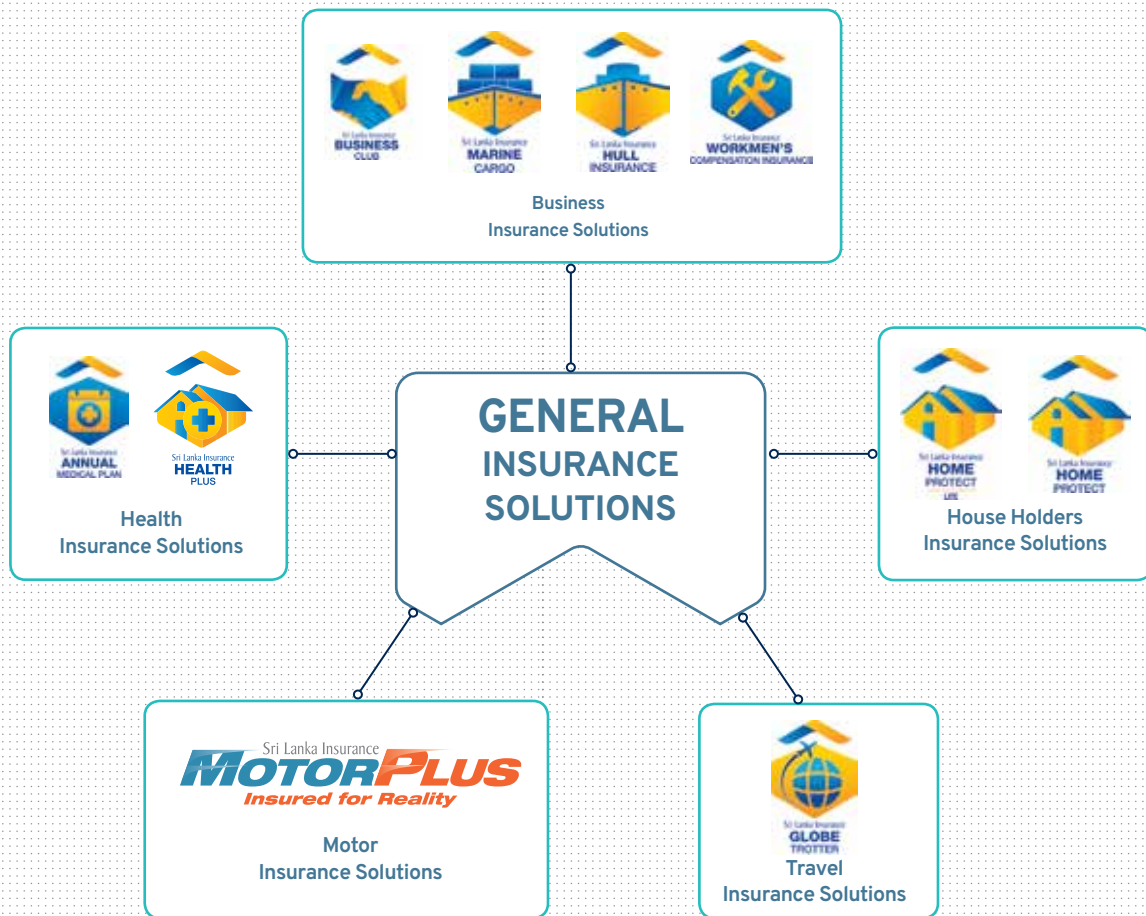 Sri Lanka Insurance
BUSINESS
CLUB
Sri Lanka Insurance
MARINE
CARGO
Sri Lanka Insurance
HULL
INSURANCE
Sri Lanka Insurance
WORKMEN'S
COMPENSATION INSURANCE
Business
Insurance Solutions
Sri Lanka Insurance
ANNUAL
MEDICAL PLAN
Sri Lanka Insurance
HEALTH
PLUS
Health
Insurance Solutions
GENERAL
INSURANCE
SOLUTIONS
Sri Lanka Insurance
HOME
PROTECT
LITE
Sri Lanka Insurance
HOME
PROTECT
House Holders
Insurance Solutions
Sri Lanka Insurance
MOTORPLUS
Insured for Reality
Motor
Insurance Solutions
Sri Lanka Insurance
GLOBE
TROTTER
Travel
Insurance Solutions